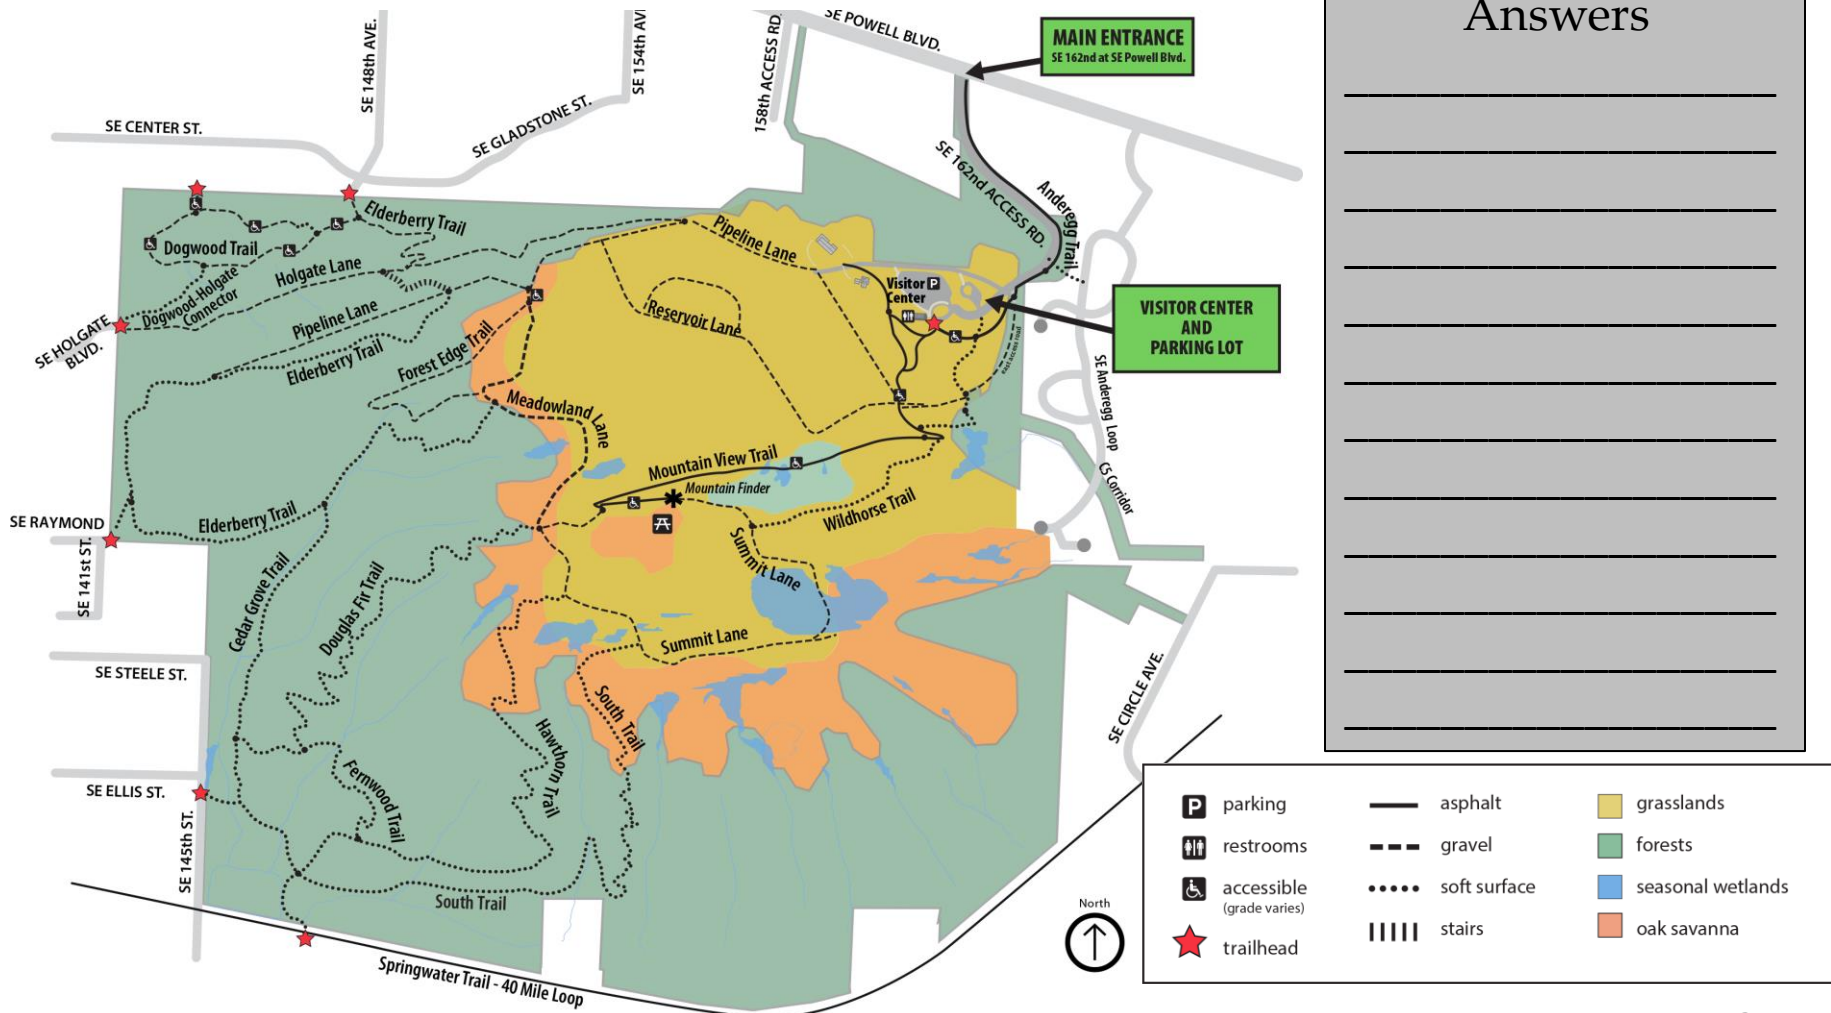 Answers
SE POWELL BLVD.
MAIN ENTRANCE
SE 162nd at SE Powell Blvd.
SE 148th AVE.
SE 154th AV
158th ACCESS RD.
SE CENTER ST.
SE GLADSTONE ST.
SE 162nd ACCESS RD.
Anderegg Trail
Elderberry Trail
Pipeline Lane
Dogwood Trail
Holgate Lane
Dogwood-Holgate
Connector
Visitor P
Center
VISITOR CENTER
AND
PARKING LOT
Reservoir Lane
Pipeline Lane
SE HOLGATE
BLVD.
Elderberry Trail
Forest Edge Trail
SE Anderegg Loop
Meadowland Lane
Mountain View Trail
Mountain Finder
CS Corridor
Wildhorse Trail
SE RAYMOND
SE 141st ST.
Elderberry Trail
Summit Lane
Cedar Grove Trail
Douglas Fir Trail
Summit Lane
SE STEELE ST.
SE CIRCLE AVE.
South Trail
Hawthorn Trail
Fernwood Trail
SE ELLIS ST.
SE 145th ST.
South Trail
Springwater Trail - 40 Mile Loop
North
P parking
restrooms
accessible
(grade varies)
trailhead
asphalt
gravel
soft surface
stairs
grasslands
forests
seasonal wetlands
oak savanna